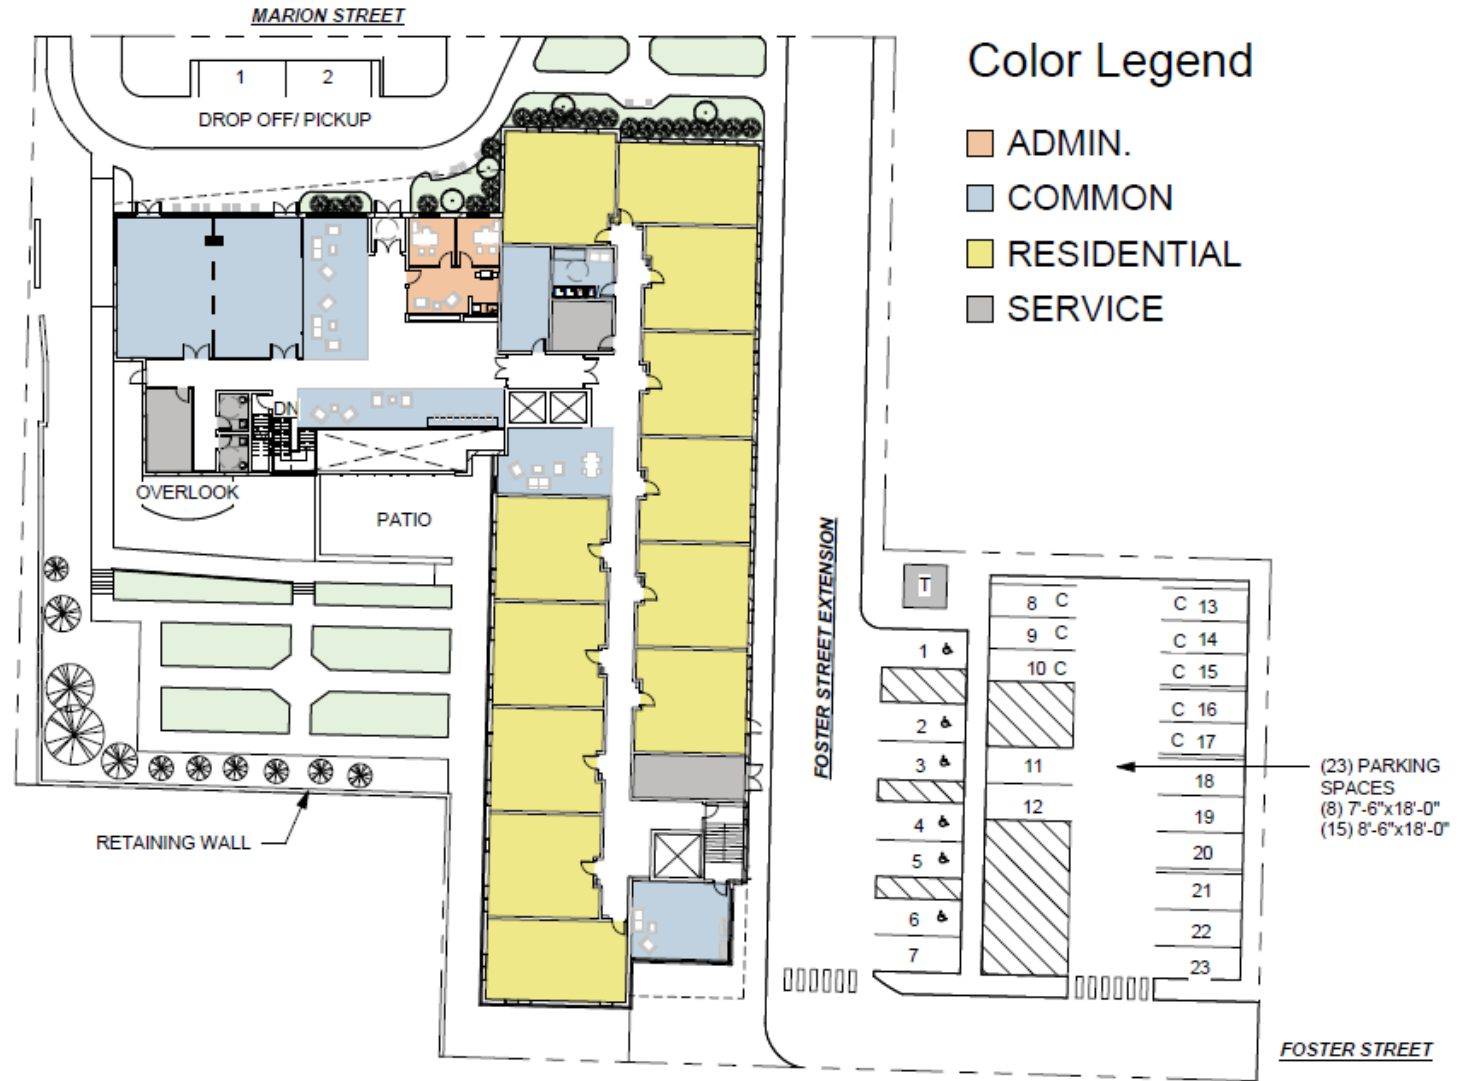 MARION STREET
1
2
DROP OFF/ PICKUP
Color Legend
ADMIN.
COMMON
RESIDENTIAL
SERVICE
DN
OVERLOOK
PATIO
RETAINING WALL
FOSTER STREET EXTENSION
T
1
2
3
4
5
6
7
8 C
9 C
10 C
11
12
C 13
C 14
C 15
C 16
C 17
18
19
20
21
22
23
(23) PARKING
SPACES
(8) 7'-6"x18'-0"
(15) 8'-6"x18'-0"
FOSTER STREET